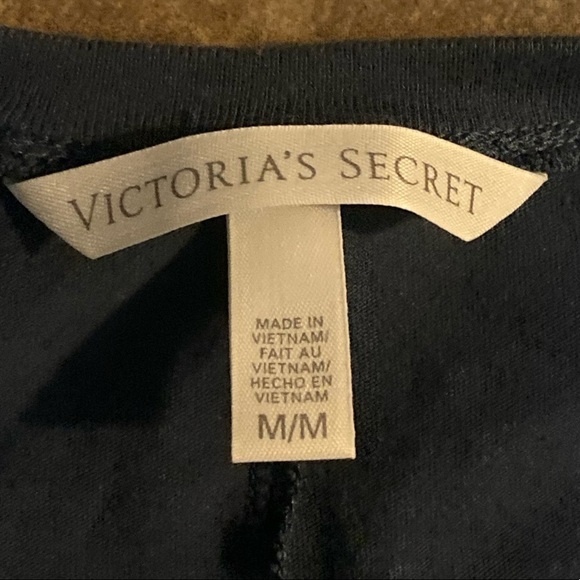 VICTORIA'S SECRET
MADE IN
VIETNAM/
FAIT AU
VIETNAM/
HECHO EN
VIETNAM
M/M